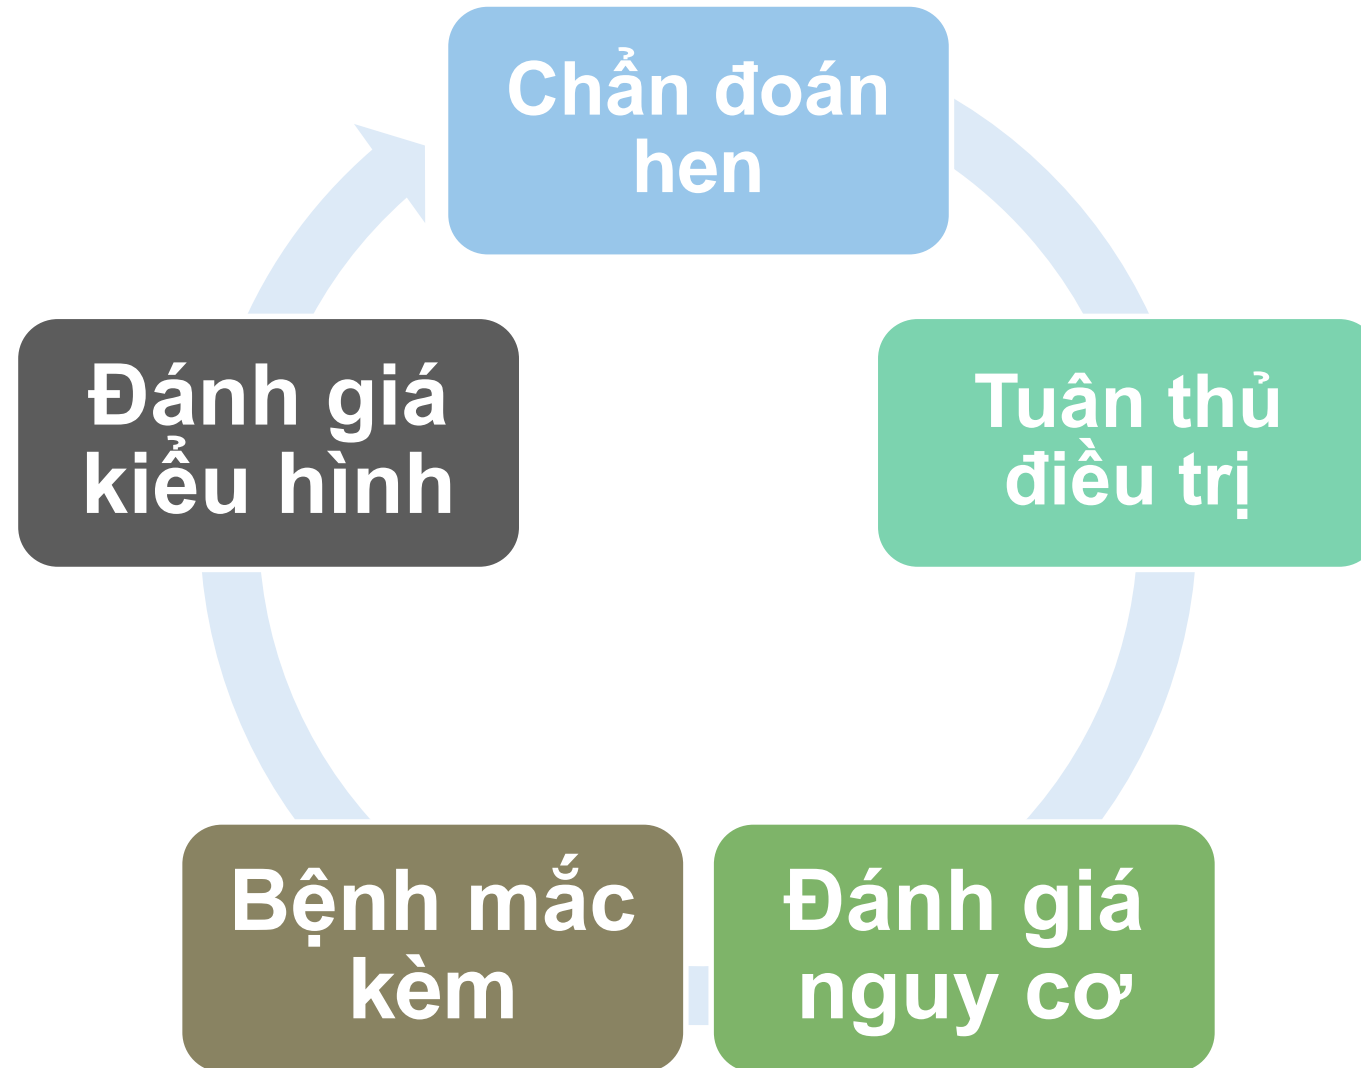 Chẩn đoán
hen
Tuân thủ
điều trị
Đánh giá
nguy cơ
Bệnh mắc
kèm
Đánh giá
kiểu hình